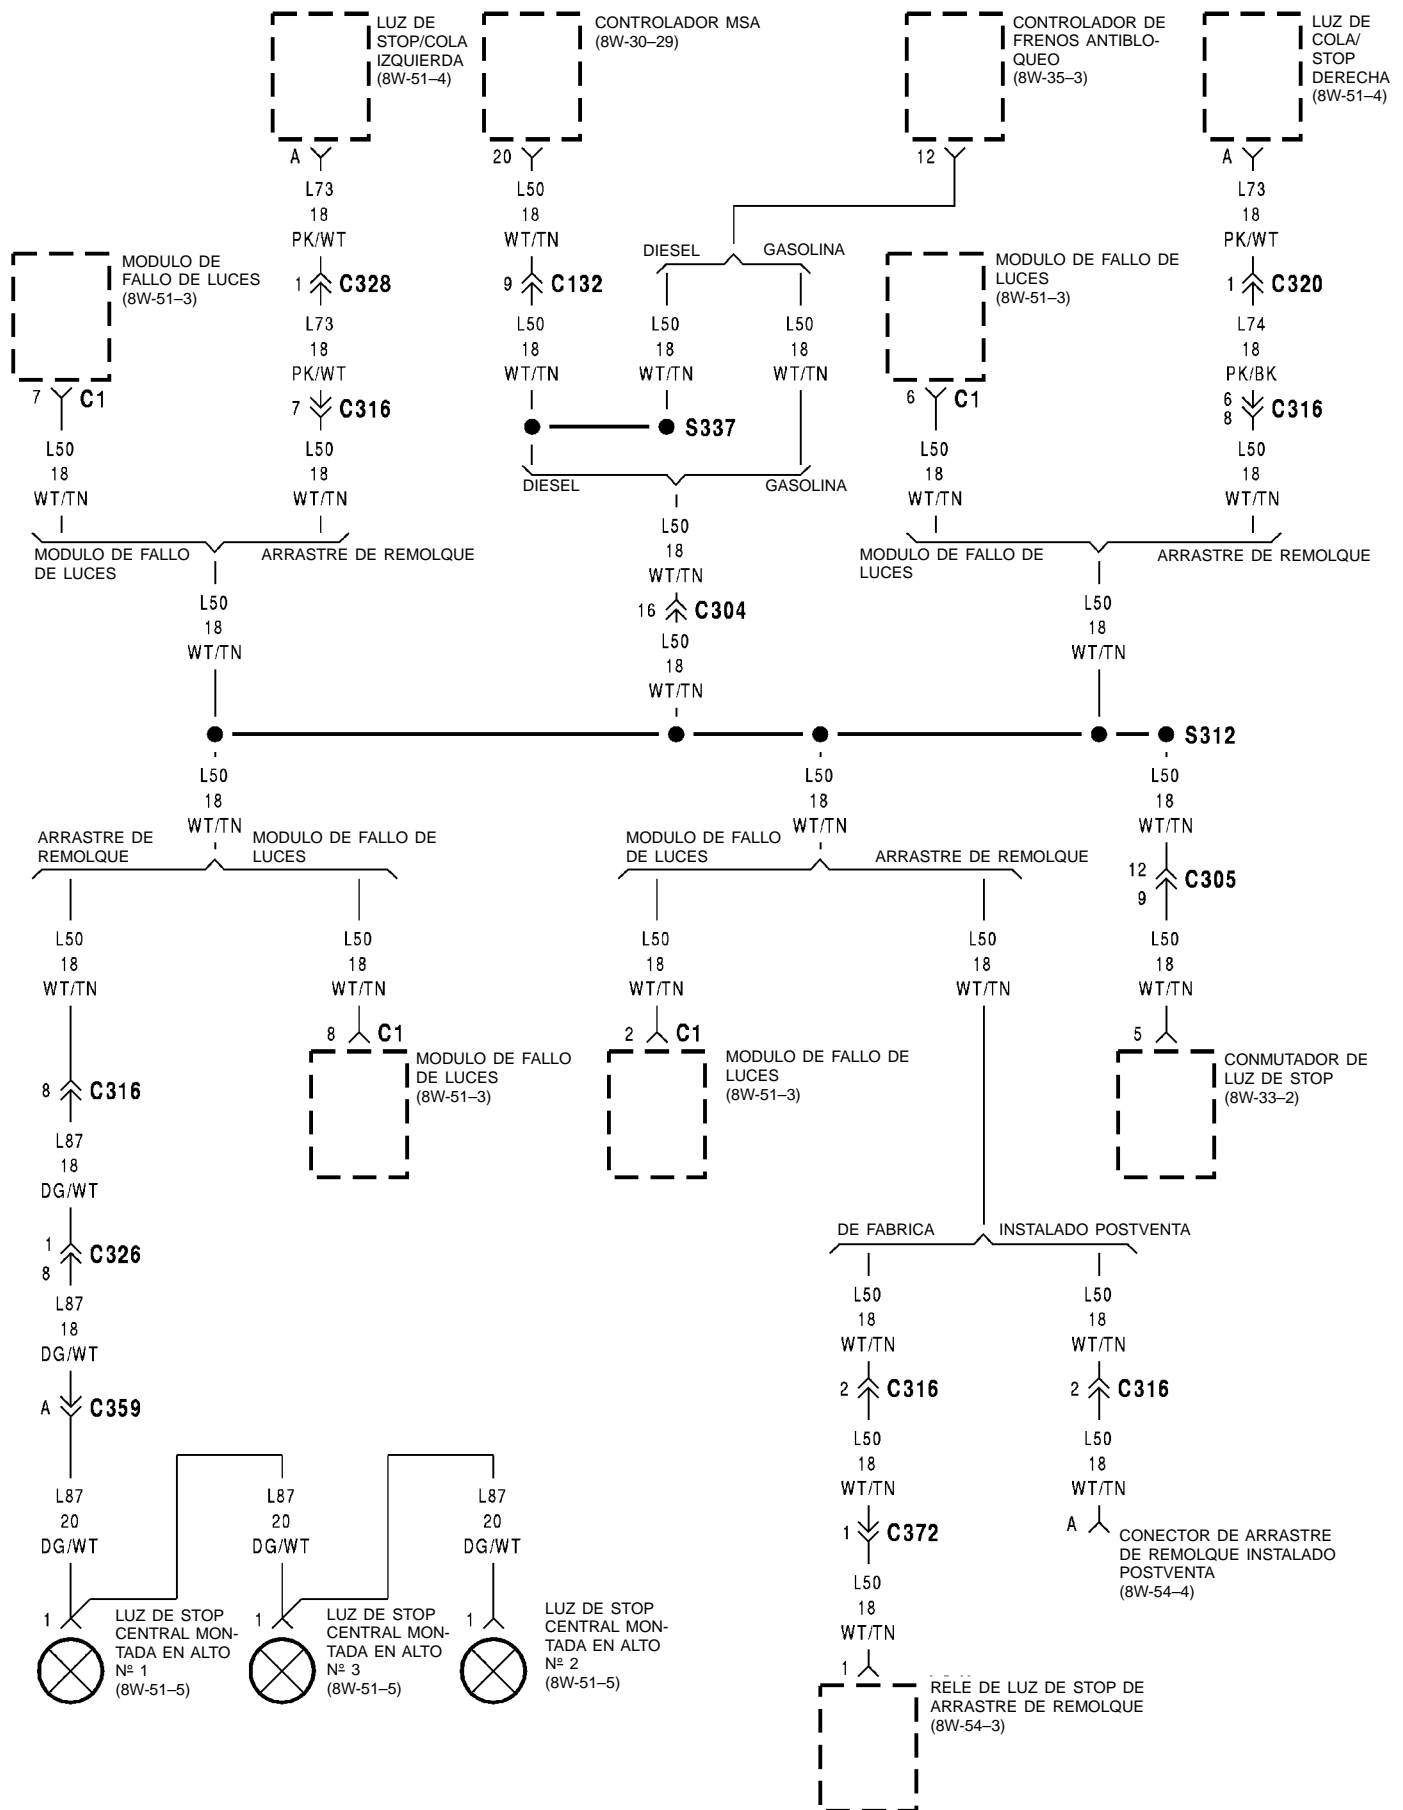 LUZ DE
STOP/COLA
IZQUIERDA
(8W-51–4)
CONTROLADOR MSA
(8W-30–29)
CONTROLADOR DE
FRENOS ANTIBLO-
QUEO
(8W-35–3)
LUZ DE
COLA/
STOP
DERECHA
(8W-51–4)
A
20
12
A
L73
18
PK/WT
L50
18
WT/TN
L73
18
PK/WT
DIESEL
GASOLINA
MODULO DE
FALLO DE LUCES
(8W-51–3)
1 C328
9 C132
MODULO DE FALLO DE
LUCES
(8W-51–3)
1 C320
L73
18
PK/WT
L50
18
WT/TN
L50
18
WT/TN
L50
18
WT/TN
L74
18
PK/BK
7 C1
7 C316
S337
6 C1
6
8
C316
L50
18
WT/TN
L50
18
WT/TN
DIESEL
GASOLINA
L50
18
WT/TN
L50
18
WT/TN
MODULO DE FALLO
DE LUCES
ARRASTRE DE REMOLQUE
L50
18
WT/TN
MODULO DE FALLO DE
LUCES
ARRASTRE DE REMOLQUE
L50
18
WT/TN
16 C304
L50
18
WT/TN
L50
18
WT/TN
S312
L50
18
WT/TN
L50
18
WT/TN
L50
18
WT/TN
ARRASTRE DE
REMOLQUE
MODULO DE FALLO DE
LUCES
MODULO DE FALLO
DE LUCES
ARRASTRE DE REMOLQUE
12
9
C305
L50
18
WT/TN
L50
18
WT/TN
L50
18
WT/TN
L50
18
WT/TN
L50
18
WT/TN
8 C1
2 C1
5
MODULO DE FALLO
DE LUCES
(8W-51–3)
MODULO DE FALLO DE
LUCES
(8W-51–3)
CONMUTADOR DE
LUZ DE STOP
(8W-33–2)
8 C316
L87
18
DG/WT
1
8
C326
L87
18
DG/WT
A C359
DE FABRICA
INSTALADO POSTVENTA
L50
18
WT/TN
L50
18
WT/TN
2 C316
2 C316
L50
18
WT/TN
L50
18
WT/TN
L87
20
DG/WT
L87
20
DG/WT
L87
20
DG/WT
1 C372
A
CONECTOR DE ARRASTRE
DE REMOLQUE INSTALADO
POSTVENTA
(8W-54–4)
L50
18
WT/TN
1
LUZ DE STOP
CENTRAL MON-
TADA EN ALTO
Nº 1
(8W-51–5)
1
LUZ DE STOP
CENTRAL MON-
TADA EN ALTO
Nº 3
(8W-51–5)
1
LUZ DE STOP
CENTRAL MON-
TADA EN ALTO
Nº 2
(8W-51–5)
1
RELE DE LUZ DE STOP DE
ARRASTRE DE REMOLQUE
(8W-54–3)